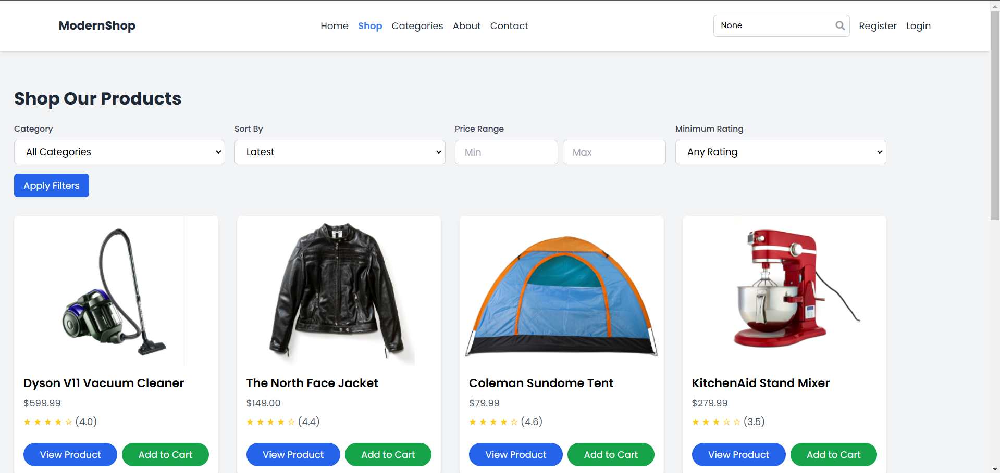 ModernShop
Home Shop Categories About Contact
None
Register Login
Shop Our Products
Category
Sort By
Price Range
Minimum Rating
All Categories
Latest
Min
Max
Any Rating
Apply Filters
Dyson V11 Vacuum Cleaner
$599.99
★ ★ ★ ★ ☆ (4.0)
View Product
Add to Cart
The North Face Jacket
$149.00
★ ★ ★ ★ ☆ (4.4)
View Product
Add to Cart
Coleman Sundome Tent
$79.99
★ ★ ★ ★ ☆ (4.6)
View Product
Add to Cart
KitchenAid Stand Mixer
$279.99
★ ★ ★ ☆ ☆ (3.5)
View Product
Add to Cart